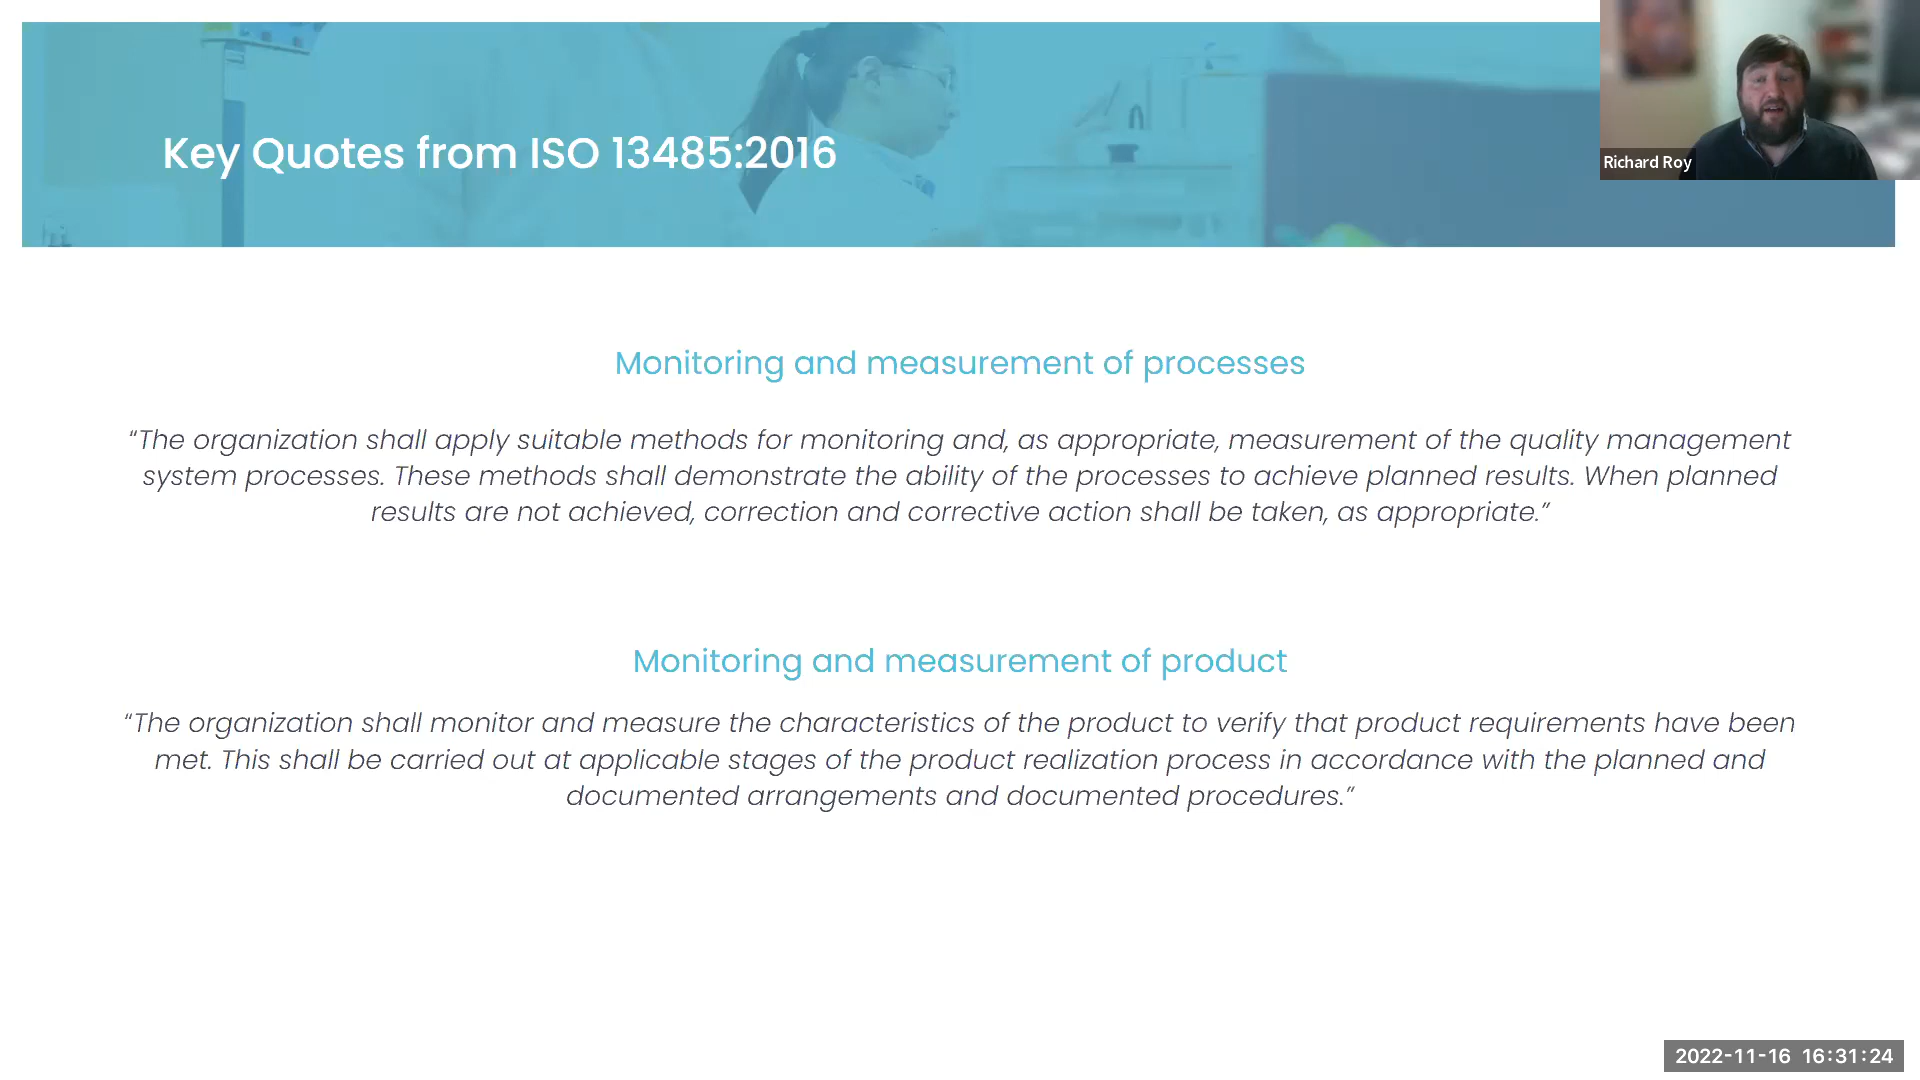 Key Quotes from ISO 13485:2016
Richard Roy
Monitoring and measurement of processes
“The organization shall apply suitable methods for monitoring and, as appropriate, measurement of the quality management
system processes. These methods shall demonstrate the ability of the processes to achieve planned results. When planned
results are not achieved, correction and corrective action shall be taken, as appropriate.”
Monitoring and measurement of product
“The organization shall monitor and measure the characteristics of the product to verify that product requirements have been
met. This shall be carried out at applicable stages of the product realization process in accordance with the planned and
documented arrangements and documented procedures.”
2022-11-16 16:31:24